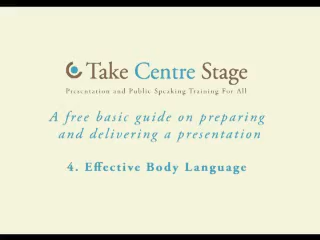 Take Centre Stage
Presentation and Public Speaking Training For All
A free basic guide on preparing
and delivering a presentation
4. Effective Body Language